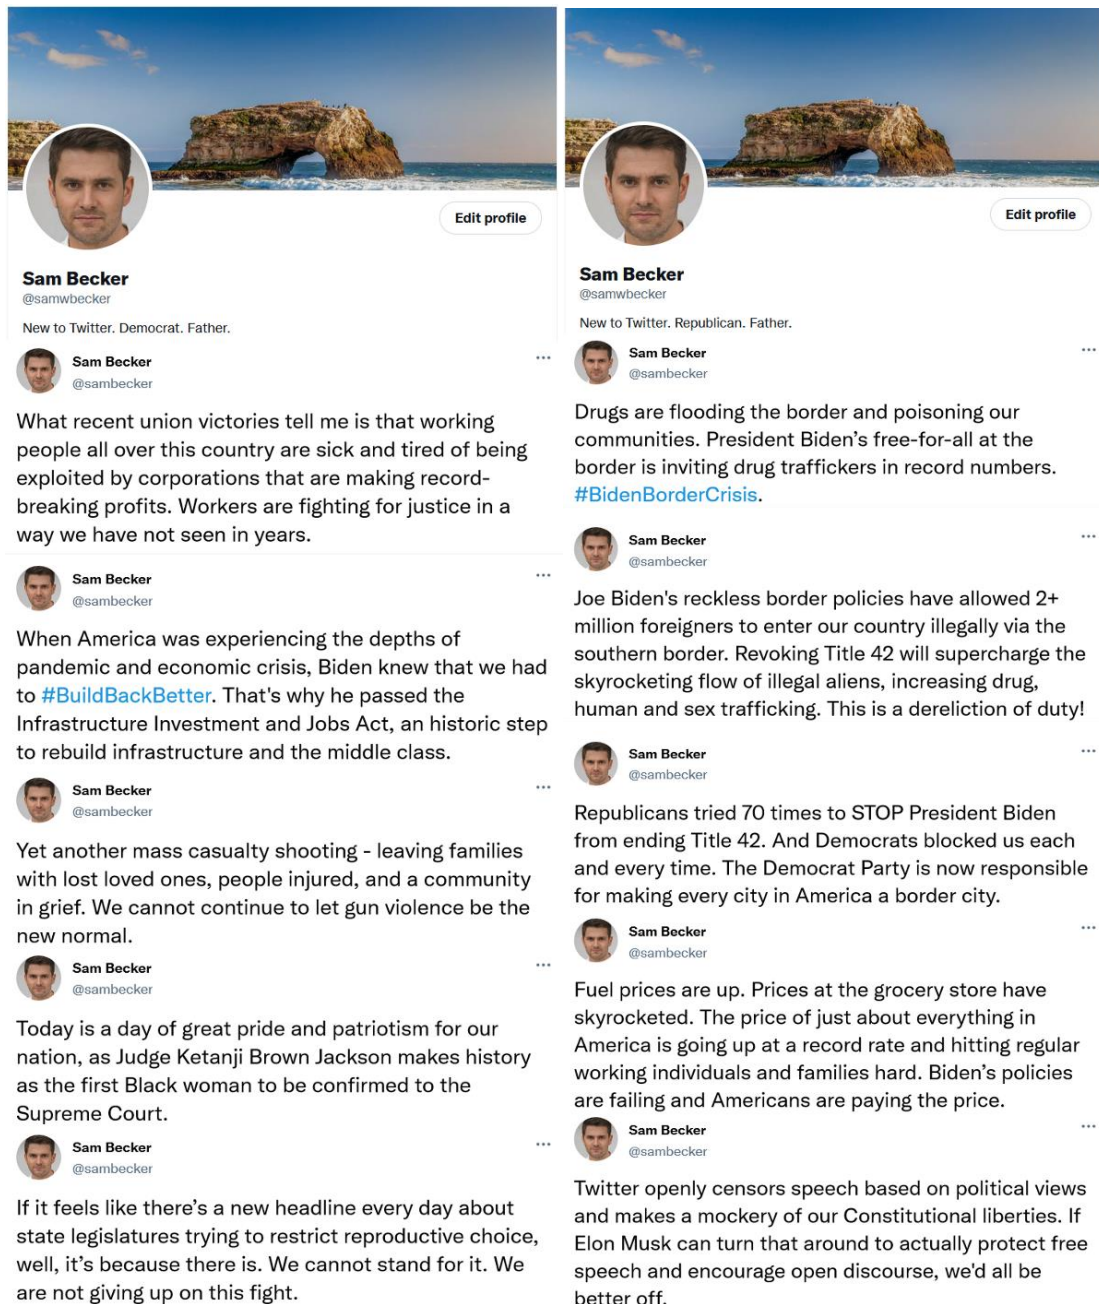 Edit profile
Sam Becker
@samwbecker
New to Twitter. Democrat. Father.
Sam Becker
@sambecker
What recent union victories tell me is that working
people all over this country are sick and tired of being
exploited by corporations that are making record-
breaking profits. Workers are fighting for justice in a
way we have not seen in years.
Sam Becker
@sambecker
When America was experiencing the depths of
pandemic and economic crisis, Biden knew that we had
to #BuildBackBetter. That's why he passed the
Infrastructure Investment and Jobs Act, an historic step
to rebuild infrastructure and the middle class.
Sam Becker
@sambecker
Yet another mass casualty shooting - leaving families
with lost loved ones, people injured, and a community
in grief. We cannot continue to let gun violence be the
new normal.
Sam Becker
@sambecker
Today is a day of great pride and patriotism for our
nation, as Judge Ketanji Brown Jackson makes history
as the first Black woman to be confirmed to the
Supreme Court.
Sam Becker
@sambecker
If it feels like there’s a new headline every day about
state legislatures trying to restrict reproductive choice,
well, it’s because there is. We cannot stand for it. We
are not giving up on this fight.
Edit profile
Sam Becker
@samwbecker
New to Twitter. Republican. Father.
Sam Becker
@sambecker
Drugs are flooding the border and poisoning our
communities. President Biden’s free-for-all at the
border is inviting drug traffickers in record numbers.
#BidenBorderCrisis.
Sam Becker
@sambecker
Joe Biden's reckless border policies have allowed 2+
million foreigners to enter our country illegally via the
southern border. Revoking Title 42 will supercharge the
skyrocketing flow of illegal aliens, increasing drug,
human and sex trafficking. This is a dereliction of duty!
Sam Becker
@sambecker
Republicans tried 70 times to STOP President Biden
from ending Title 42. And Democrats blocked us each
and every time. The Democrat Party is now responsible
for making every city in America a border city.
Sam Becker
@sambecker
Fuel prices are up. Prices at the grocery store have
skyrocketed. The price of just about everything in
America is going up at a record rate and hitting regular
working individuals and families hard. Biden’s policies
are failing and Americans are paying the price.
Sam Becker
@sambecker
Twitter openly censors speech based on political views
and makes a mockery of our Constitutional liberties. If
Elon Musk can turn that around to actually protect free
speech and encourage open discourse, we'd all be
better off.